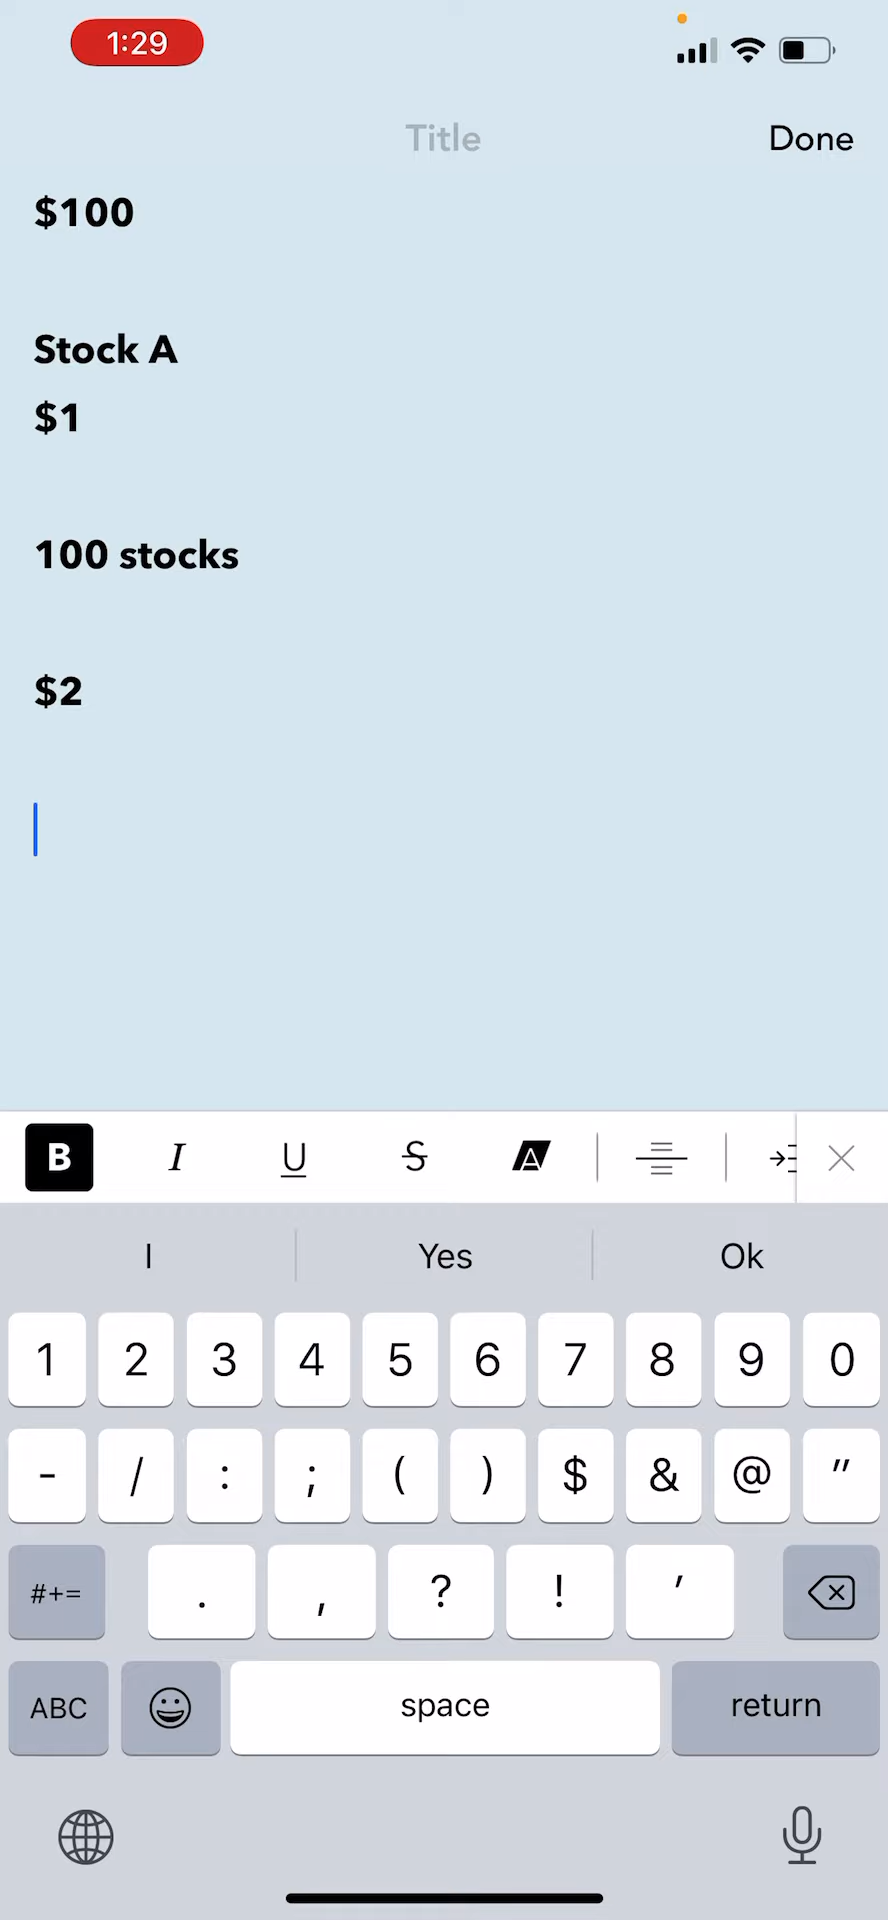 1:29
Title
Done
$100
Stock A
$1
100 stocks
$2
B I U S A
I Yes Ok
1 2 3 4 5 6 7 8 9 0
- / : ; ( ) $ & @ "
#+= . , ? ! '
ABC space return